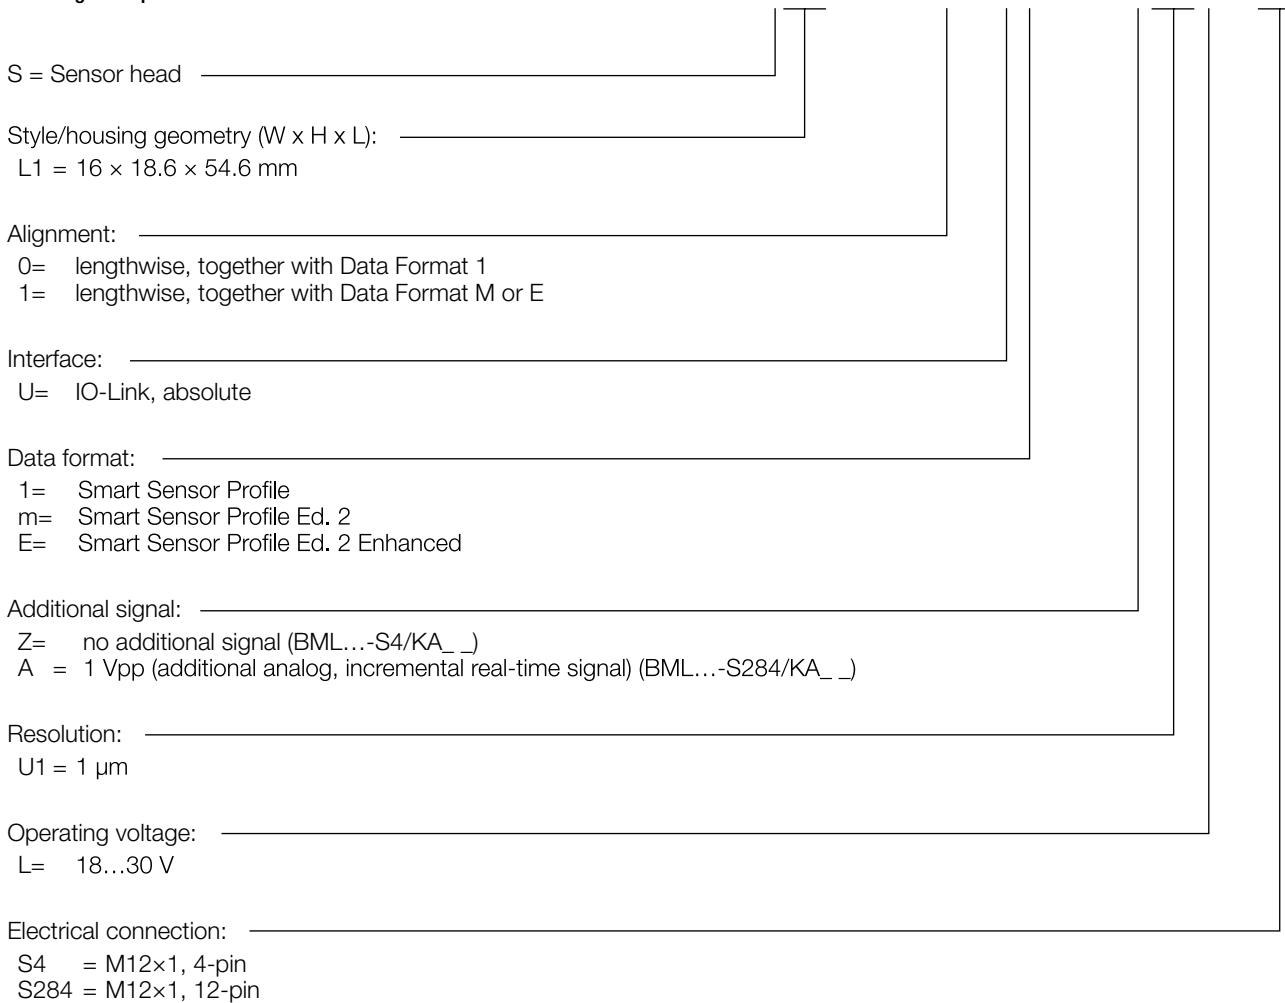 S = Sensor head
Style/housing geometry (W x H x L):
L1 = 16 × 18.6 × 54.6 mm
Alignment:
0= lengthwise, together with Data Format 1
1= lengthwise, together with Data Format M or E
Interface:
U= IO-Link, absolute
Data format:
1= Smart Sensor Profile
m= Smart Sensor Profile Ed. 2
E= Smart Sensor Profile Ed. 2 Enhanced
Additional signal:
Z= no additional signal (BML...-S4/KA_ _)
A = 1 Vpp (additional analog, incremental real-time signal) (BML...-S284/KA_ _)
Resolution:
U1 = 1 µm
Operating voltage:
L= 18...30 V
Electrical connection:
S4 = M12×1, 4-pin
S284 = M12×1, 12-pin